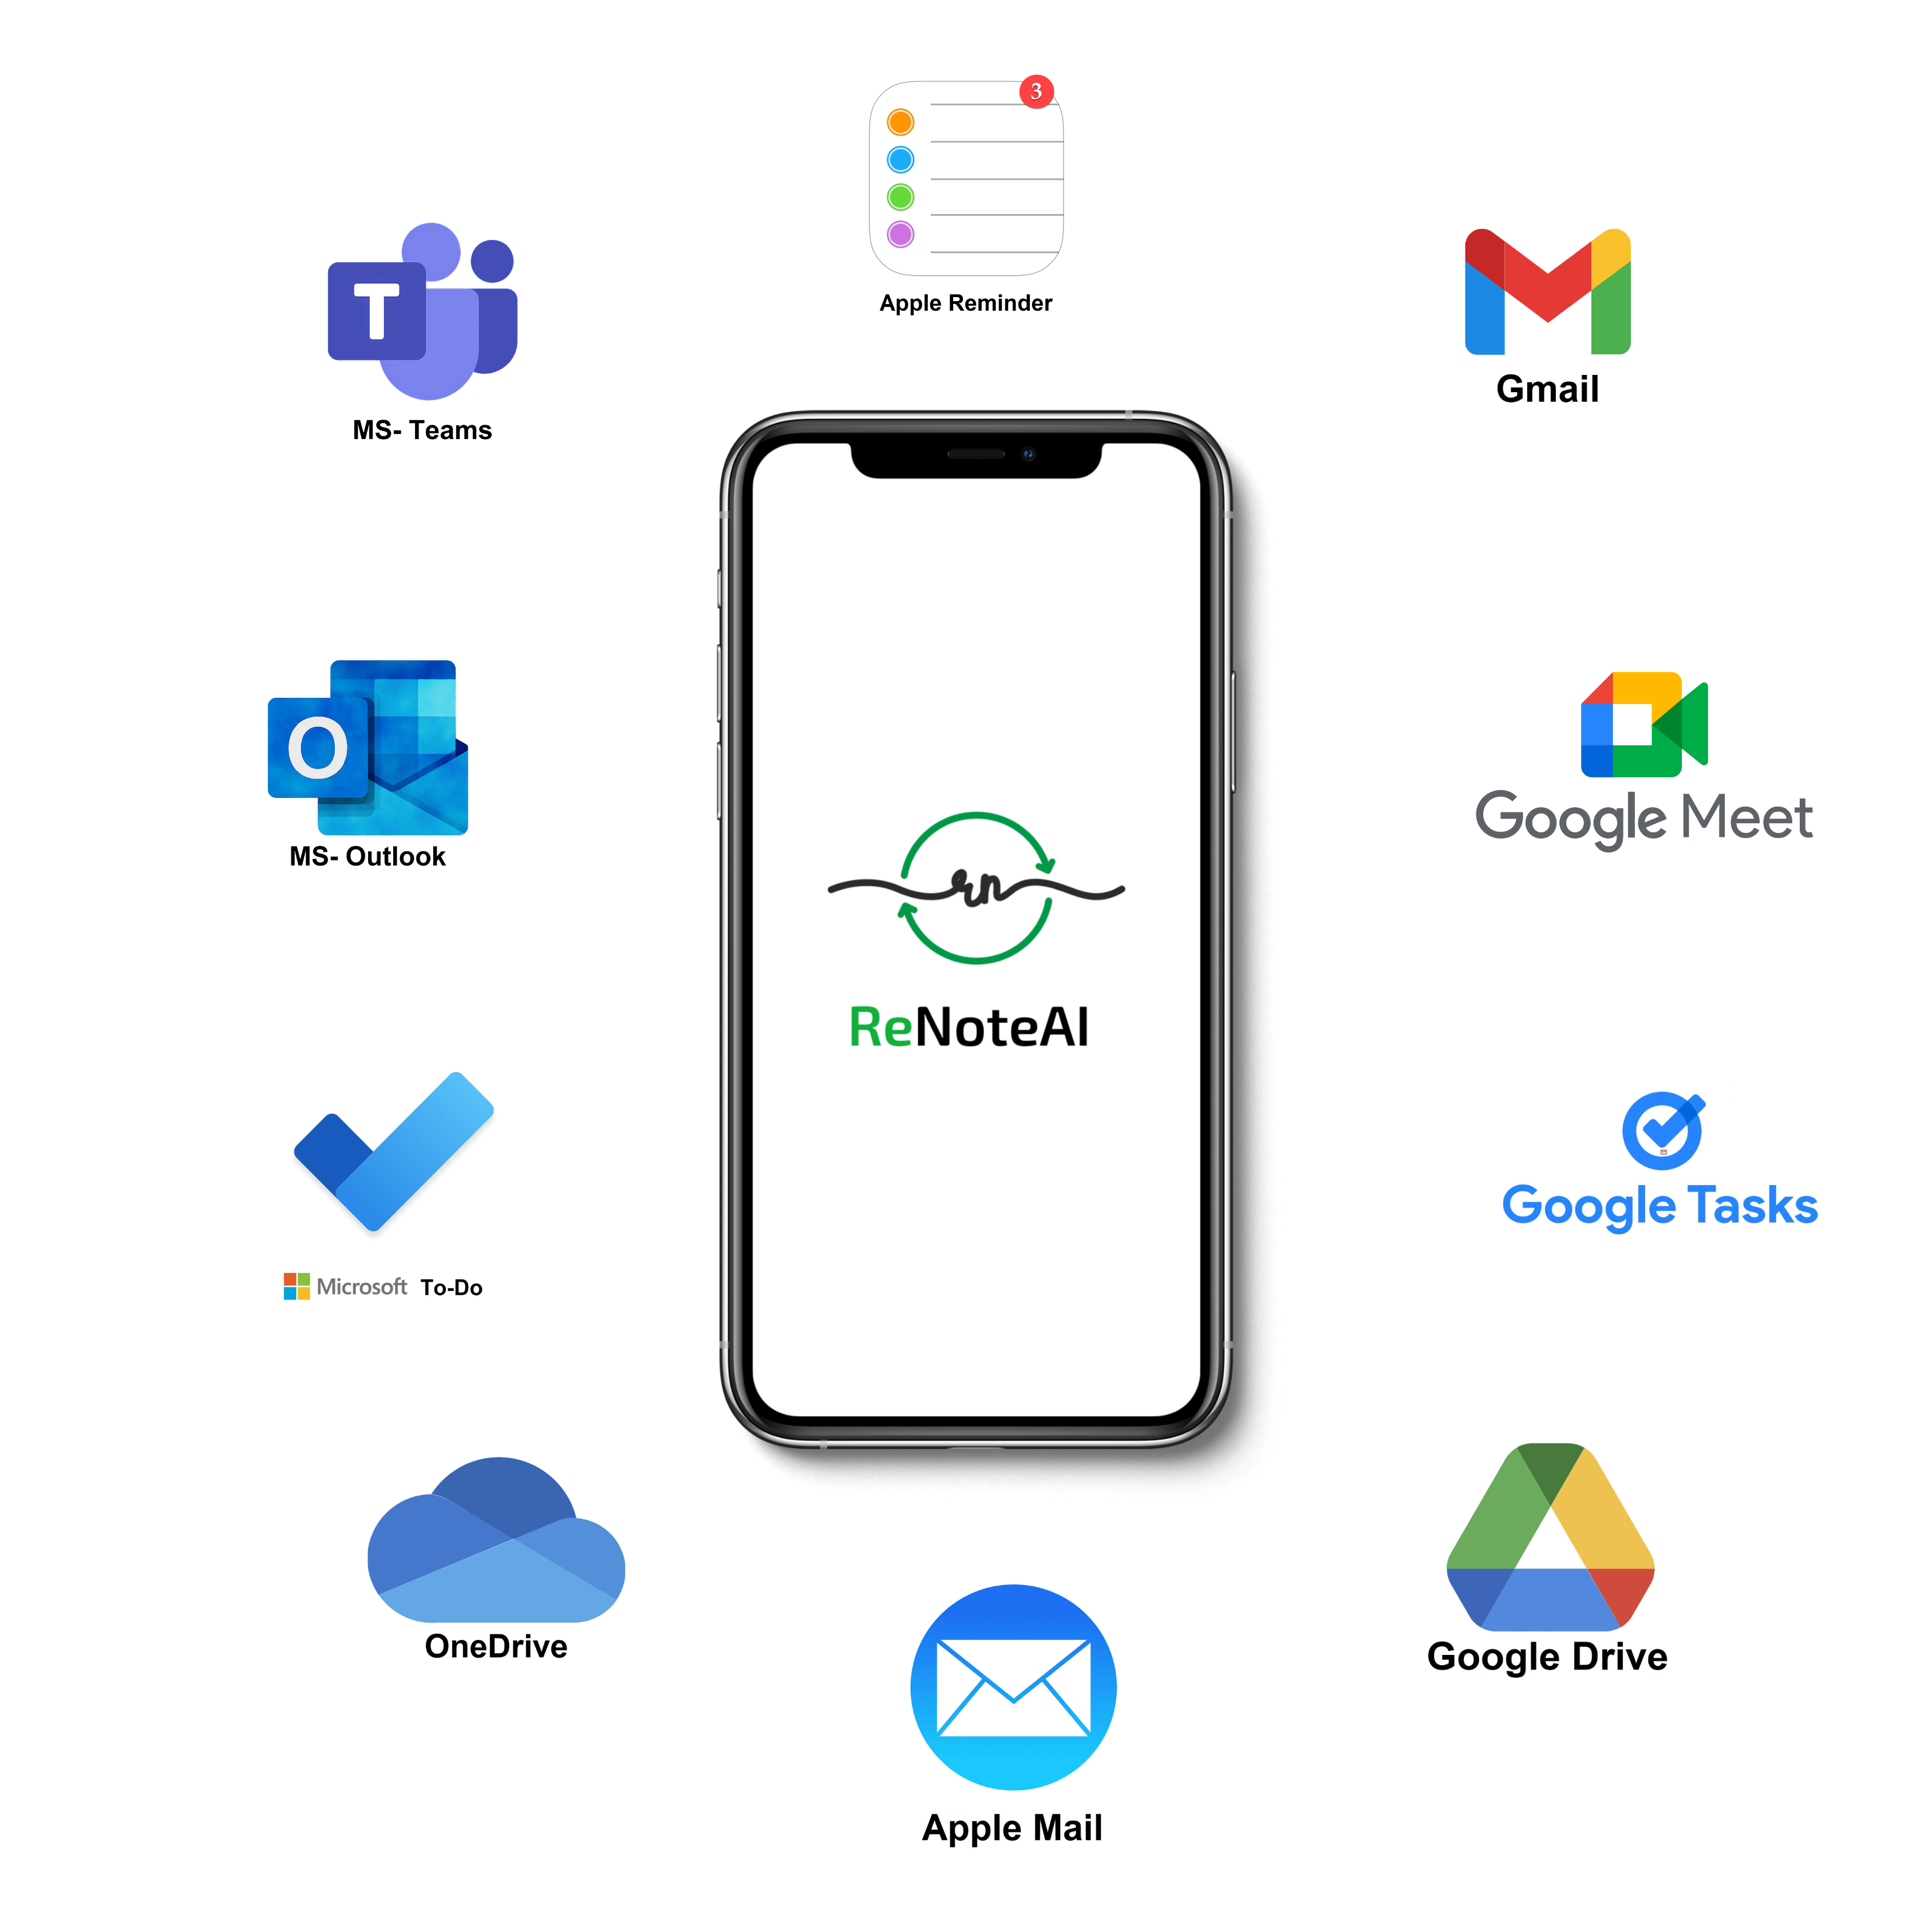 3
Apple Reminder
T
MS- Teams
Gmail
O
MS- Outlook
Google Meet
rn
ReNoteAI
Google Tasks
Microsoft To-Do
OneDrive
Google Drive
Apple Mail